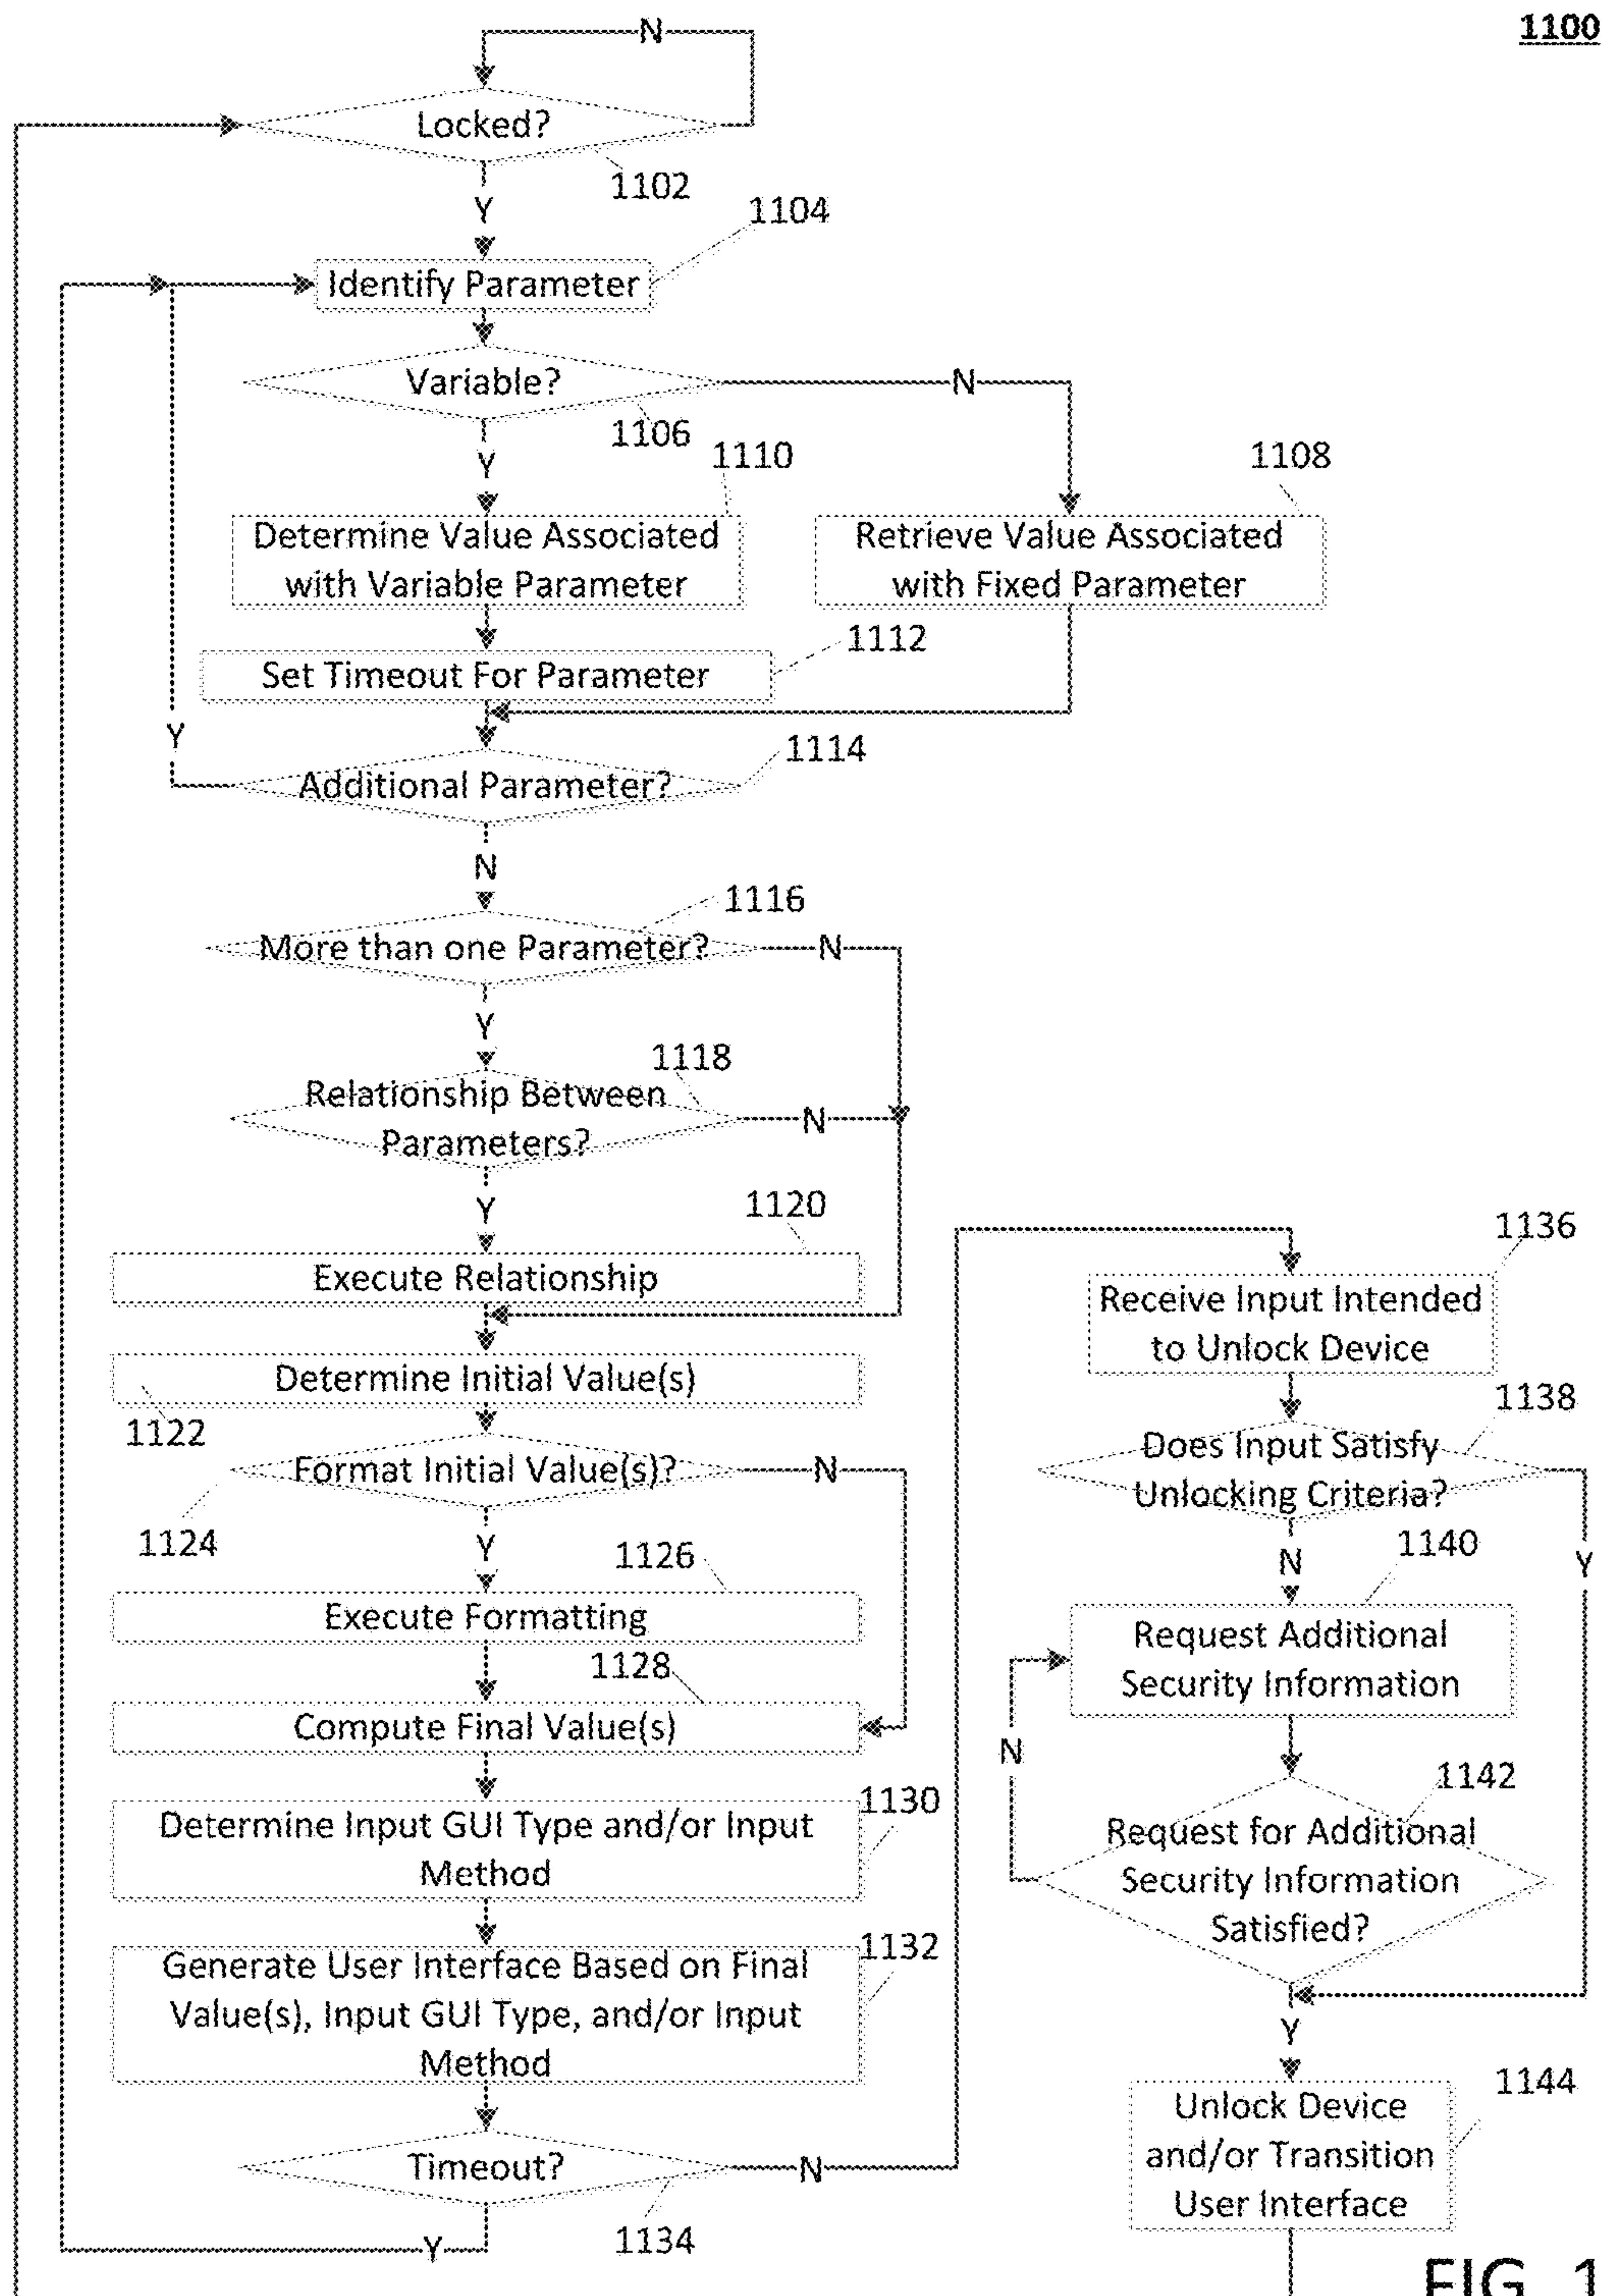 1100
N
Locked?
1102
Y
1104
Identify Parameter
Variable?
N
1106
Y
1110
1108
Determine Value Associated
with Variable Parameter
Retrieve Value Associated
with Fixed Parameter
1112
Set Timeout For Parameter
Y
1114
Additional Parameter?
N
1116
More than one Parameter?
N
Y
1118
Relationship Between
Parameters?
N
Y
1120
Execute Relationship
Determine Initial Value(s)
1122
Format Initial Value(s)?
N
1124
Y
1126
Execute Formatting
1128
Compute Final Value(s)
1130
Determine Input GUI Type and/or Input
Method
1132
Generate User Interface Based on Final
Value(s), Input GUI Type, and/or Input
Method
Timeout?
N
1134
Y
1136
Receive Input Intended
to Unlock Device
1138
Does Input Satisfy
Unlocking Criteria?
N
Y
1140
Request Additional
Security Information
N
1142
Request for Additional
Security Information
Satisfied?
Y
1144
Unlock Device
and/or Transition
User Interface
FIG. 1